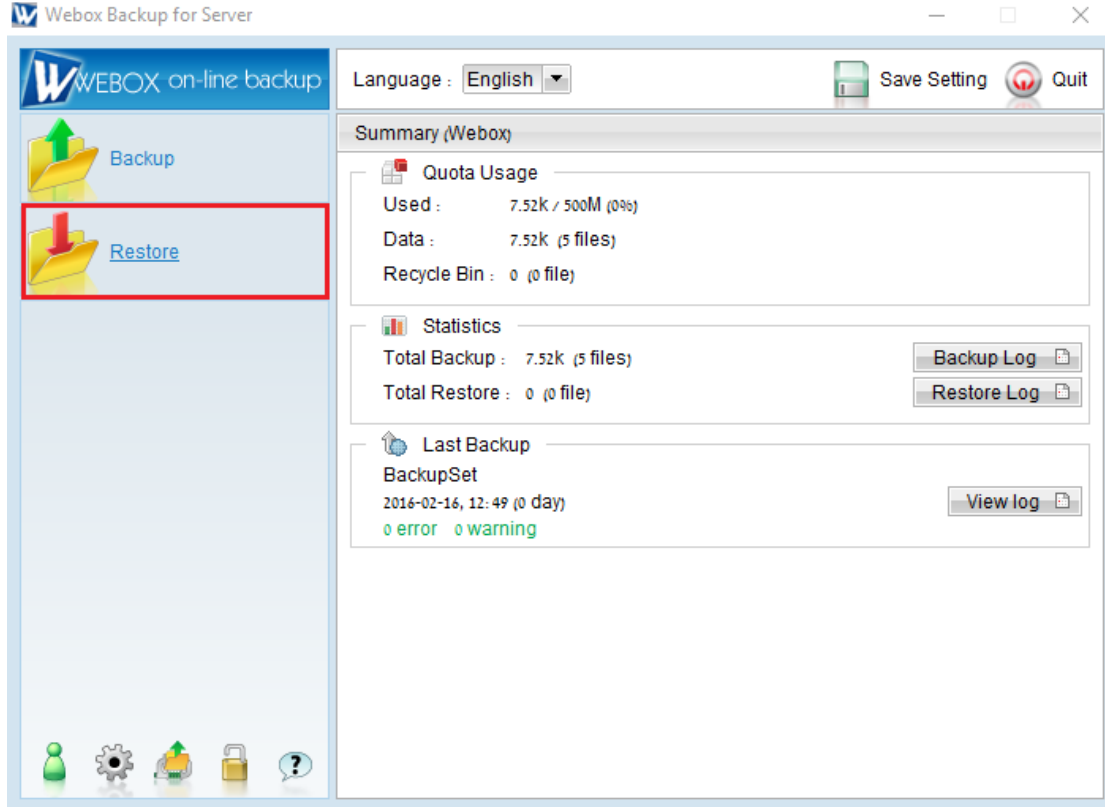 Webox Backup for Server
WEBOX on-line backup
Language : English
Save Setting
Quit
Backup
Restore
Summary (Webox)
Quota Usage
Used : 7.52k / 500M (0%)
Data : 7.52k (5 files)
Recycle Bin : 0 (0 file)
Statistics
Total Backup : 7.52k (5 files)
Backup Log
Total Restore : 0 (0 file)
Restore Log
Last Backup
BackupSet
2016-02-16, 12:49 (0 day)
View log
0 error 0 warning